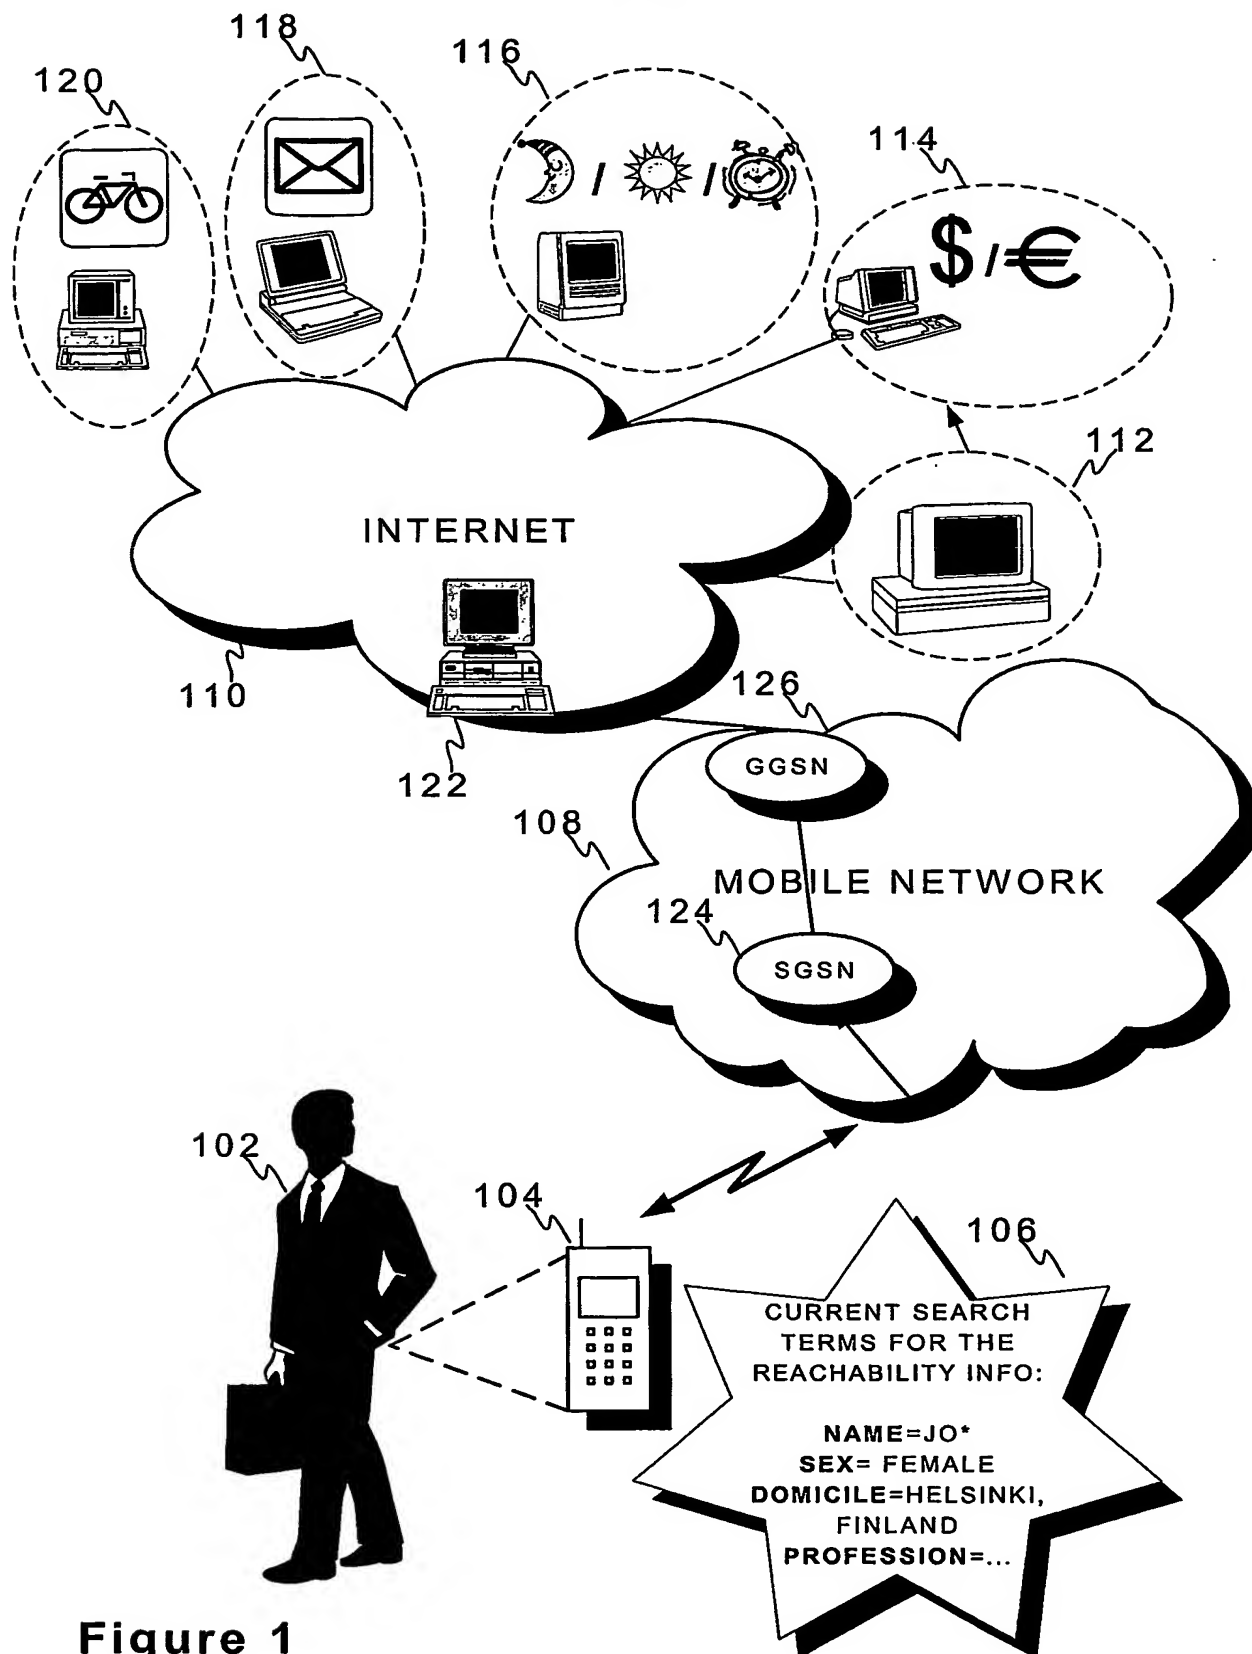 118
116
120
114
$/€
112
INTERNET
110
126
122
GGSN
108
MOBILE NETWORK
124
SGSN
102
104
106
CURRENT SEARCH
TERMS FOR THE
REACHABILITY INFO:
NAME=JO*
SEX= FEMALE
DOMICILE=HELSINKI,
FINLAND
PROFESSION=...
Figure 1